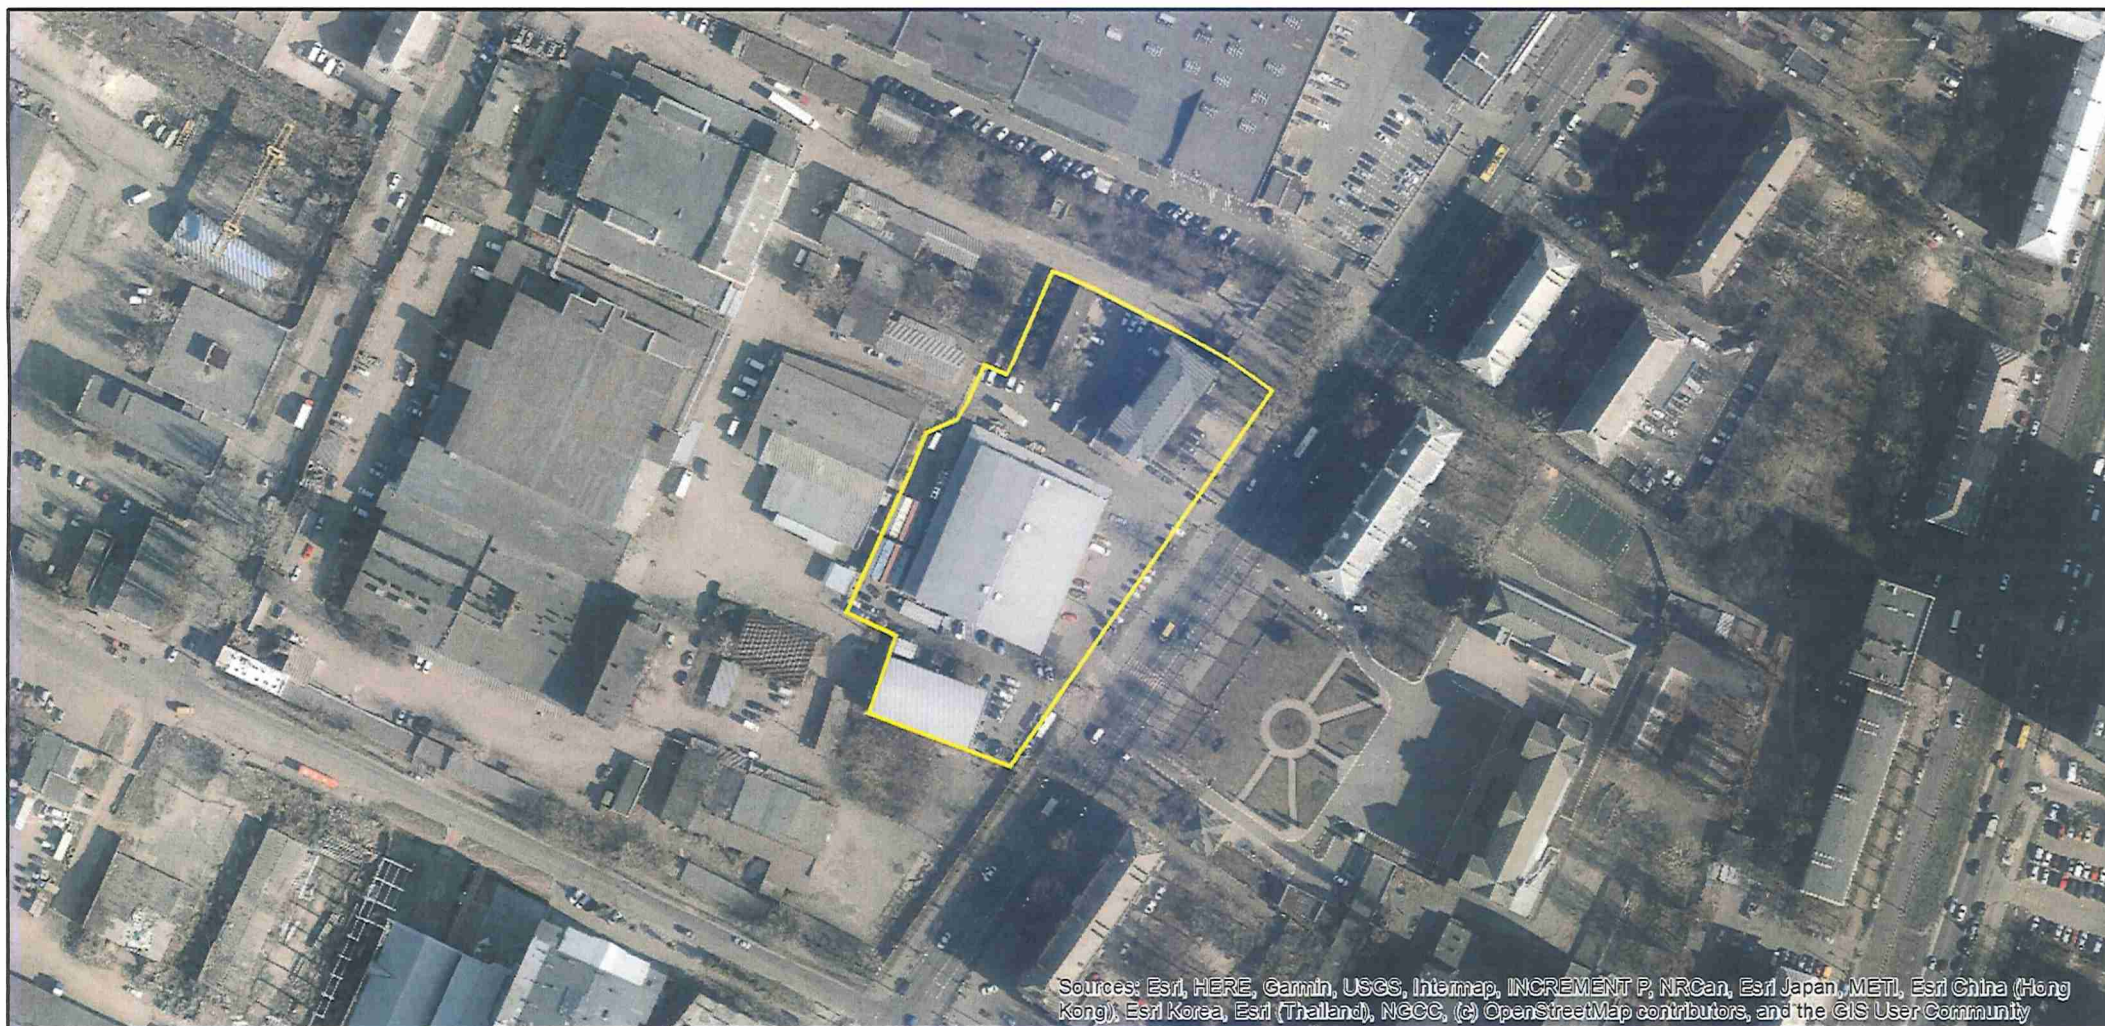 Sources: Esri, HERE, Garmin, USGS, Intermap, INCREMENT P, NRCan, Esri Japan, METI, Esri China (Hong
Kong), Esri Korea, Esri (Thailand), NGCC, (c) OpenStreetMap contributors, and the GIS User Community